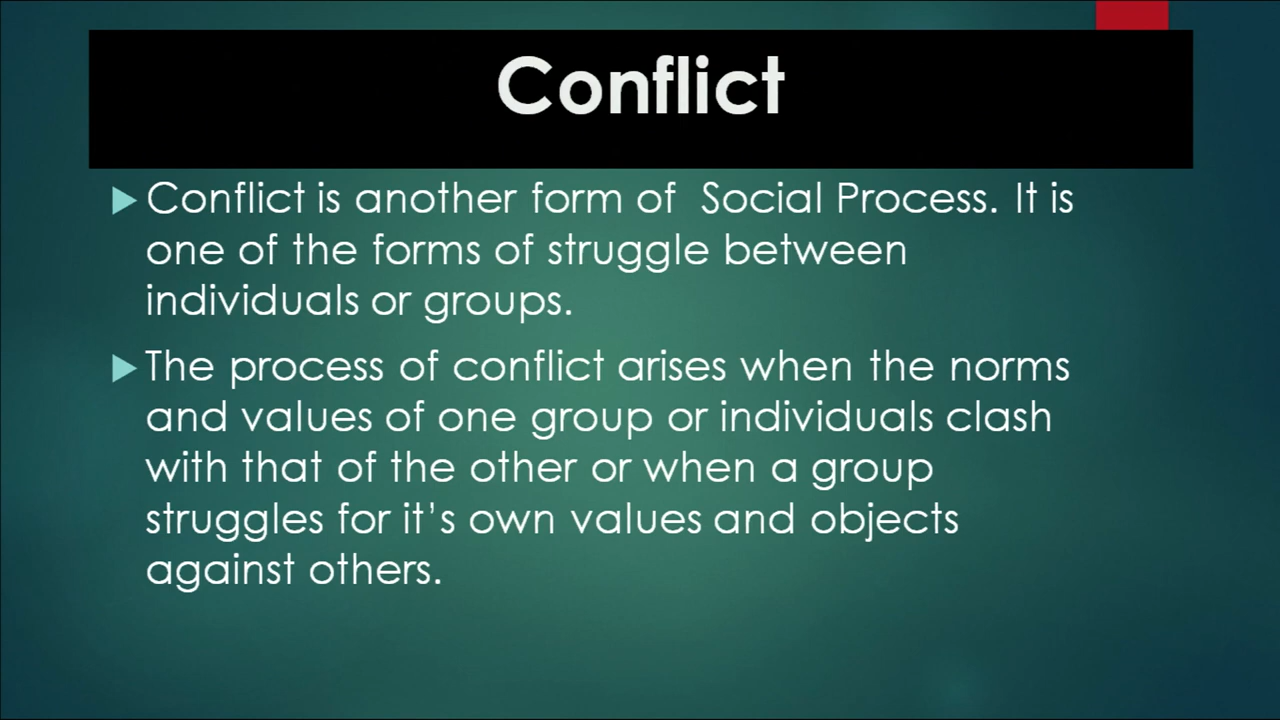 Conflict
Conflict is another form of  Social Process. It is
one of the forms of struggle between
individuals or groups.
The process of conflict arises when the norms
and values of one group or individuals clash
with that of the other or when a group
struggles for it's own values and objects
against others.